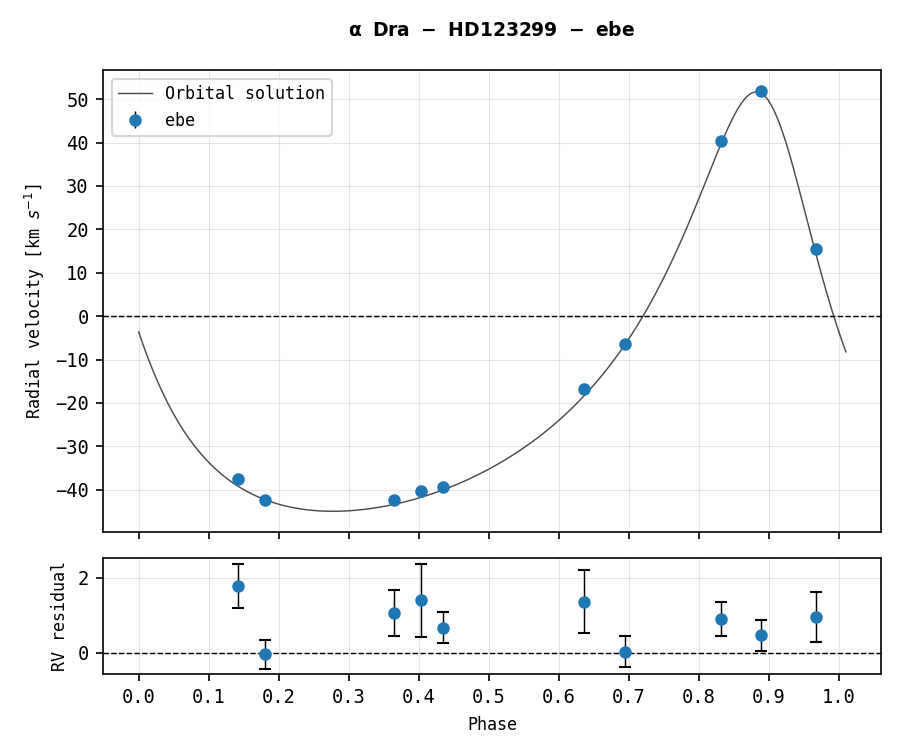 α Dra − HD123299 − ebe
Orbital solution
ebe
Radial velocity [km s⁻¹]
50
40
30
20
10
0
−10
−20
−30
−40
RV residual
2
0
0.0 0.1 0.2 0.3 0.4 0.5 0.6 0.7 0.8 0.9 1.0
Phase